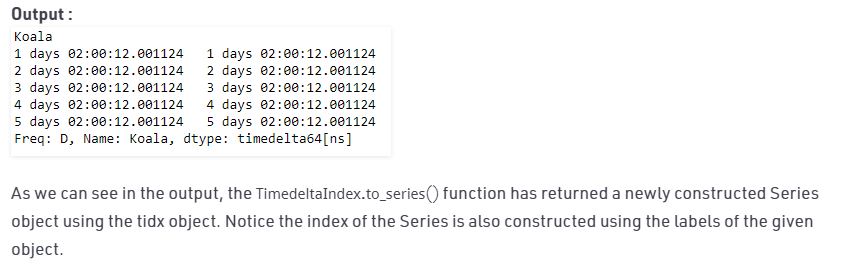 Output :
Koala
1 days 02:00:12.001124   1 days 02:00:12.001124
2 days 02:00:12.001124   2 days 02:00:12.001124
3 days 02:00:12.001124   3 days 02:00:12.001124
4 days 02:00:12.001124   4 days 02:00:12.001124
5 days 02:00:12.001124   5 days 02:00:12.001124
Freq: D, Name: Koala, dtype: timedelta64[ns]
As we can see in the output, the TimedeltaIndex.to_series() function has returned a newly constructed Series
object using the tidx object. Notice the index of the Series is also constructed using the labels of the given
object.